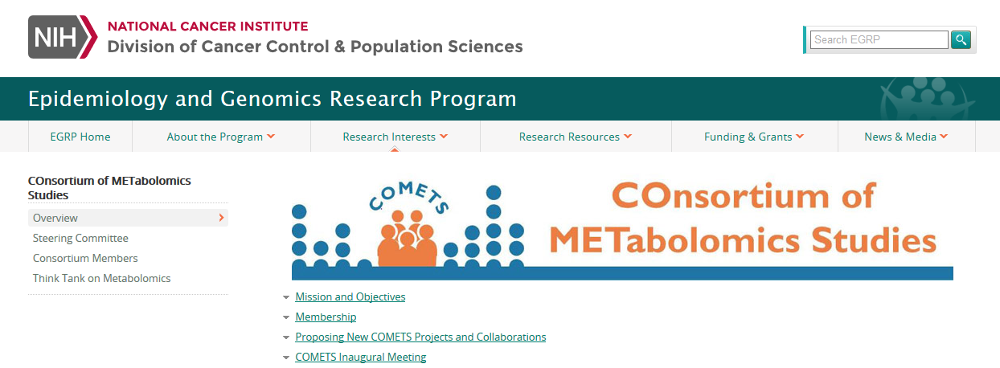 NIH
NATIONAL CANCER INSTITUTE
Division of Cancer Control & Population Sciences
Search EGRP
Epidemiology and Genomics Research Program
EGRP Home
About the Program
Research Interests
Research Resources
Funding & Grants
News & Media
COnsortium of METabolomics
Studies
Overview
Steering Committee
Consortium Members
Think Tank on Metabolomics
COMETS
COnsortium of
METabolomics Studies
Mission and Objectives
Membership
Proposing New COMETS Projects and Collaborations
COMETS Inaugural Meeting